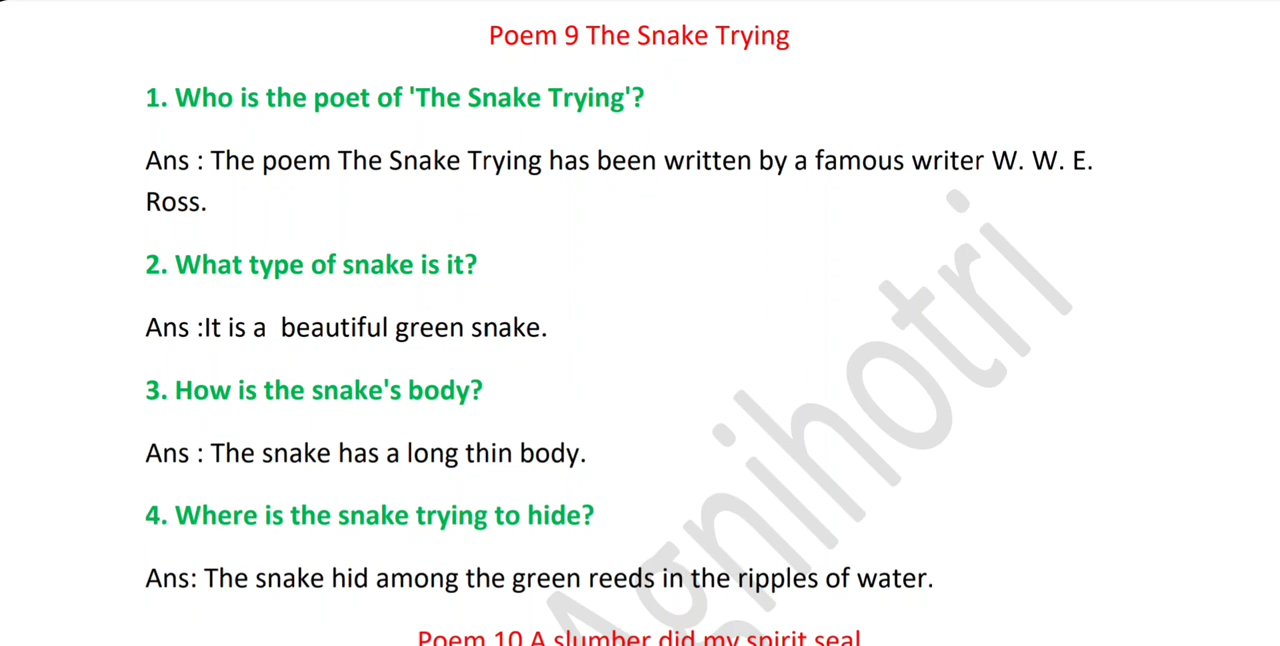 Poem 9 The Snake Trying
1. Who is the poet of 'The Snake Trying'?
Ans : The poem The Snake Trying has been written by a famous writer W. W. E.
Ross.
2. What type of snake is it?
Ans :It is a  beautiful green snake.
3. How is the snake's body?
Ans : The snake has a long thin body.
4. Where is the snake trying to hide?
Ans: The snake hid among the green reeds in the ripples of water.
Agnihotri
Poem 10 A slumber did my spirit seal